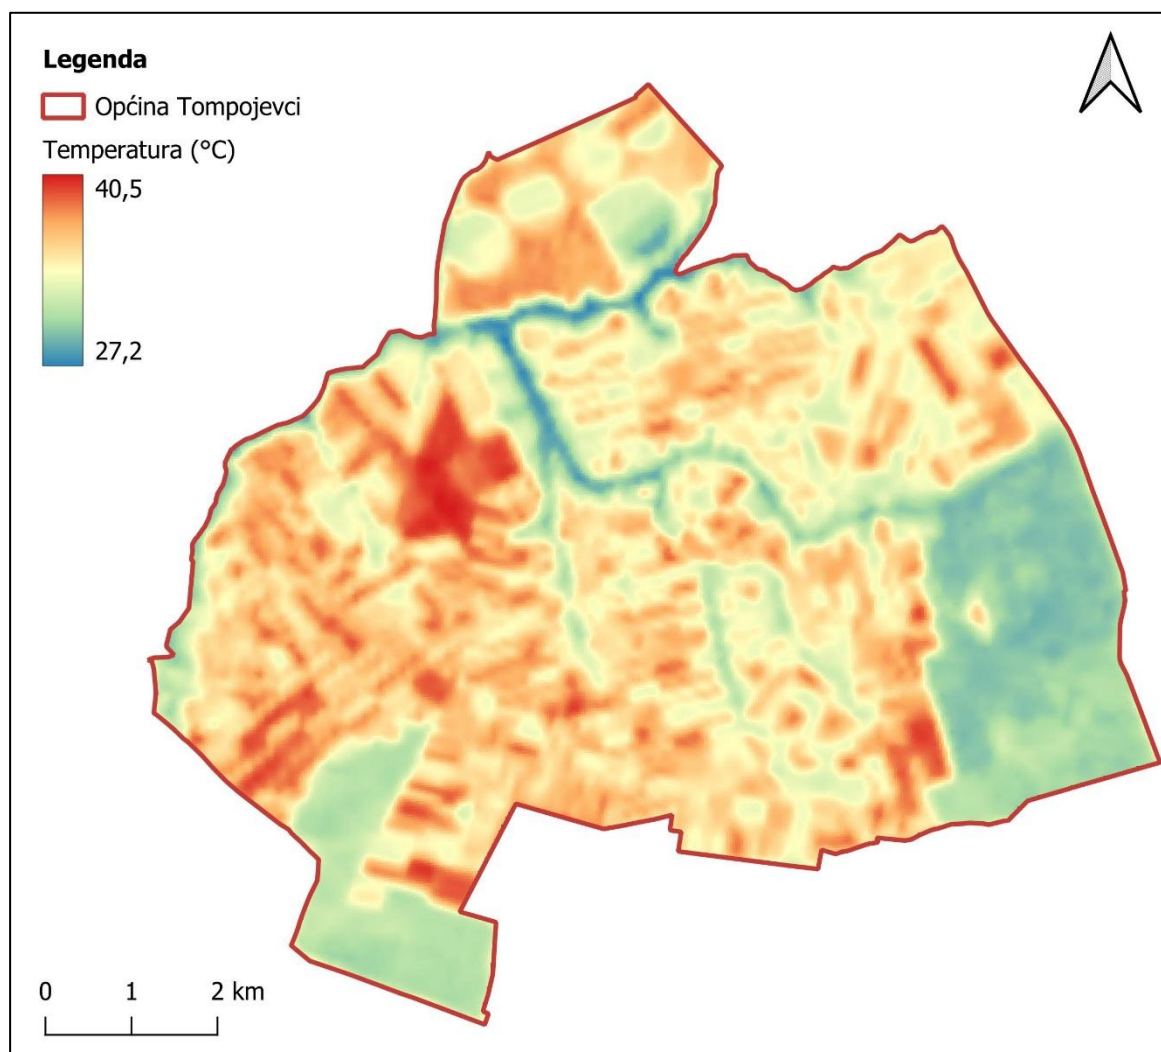 Legenda
Općina Tompojevci
Temperatura (°C)
40,5
27,2
0 1 2 km